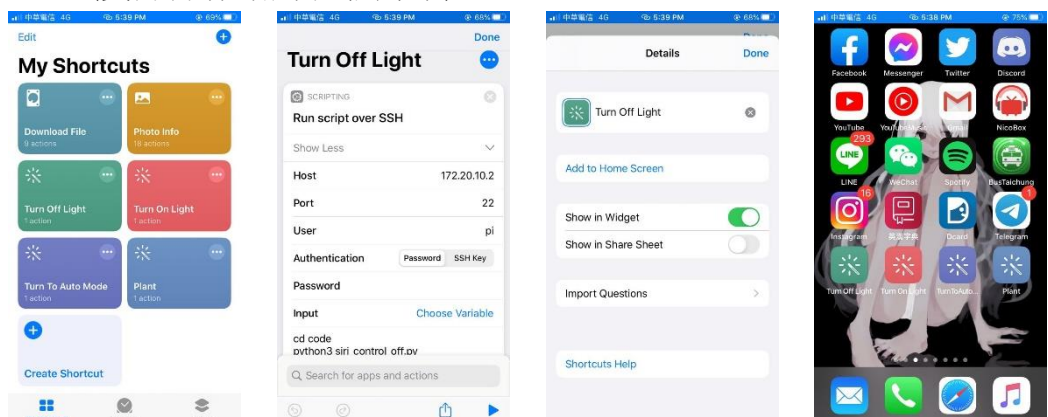 中華電信 4G 5:39 PM 69%
Edit
My Shortcuts
Download File
9 actions
Photo Info
18 actions
Turn Off Light
1 action
Turn On Light
1 action
Turn To Auto Mode
1 action
Plant
1 action
Create Shortcut
中華電信 4G 5:39 PM 68%
Done
Turn Off Light
SCRIPTING
Run script over SSH
Show Less
Host 172.20.10.2
Port 22
User pi
Authentication Password SSH Key
Password
Input Choose Variable
cd code
python3 siri_control_off.py
Search for apps and actions
中華電信 4G 5:39 PM 68%
Details Done
Turn Off Light
Add to Home Screen
Show in Widget
Show in Share Sheet
Import Questions
Shortcuts Help
中華電信 4G 5:38 PM 75%
Facebook Messenger Twitter Discord
YouTube YouTube Music Gmail NicoBox
293
LINE
LINE WeChat Spotify BusTaichung
16 1
Instagram Dcard Telegram
Turn Off Light Turn On Light TurnToAuto... Plant